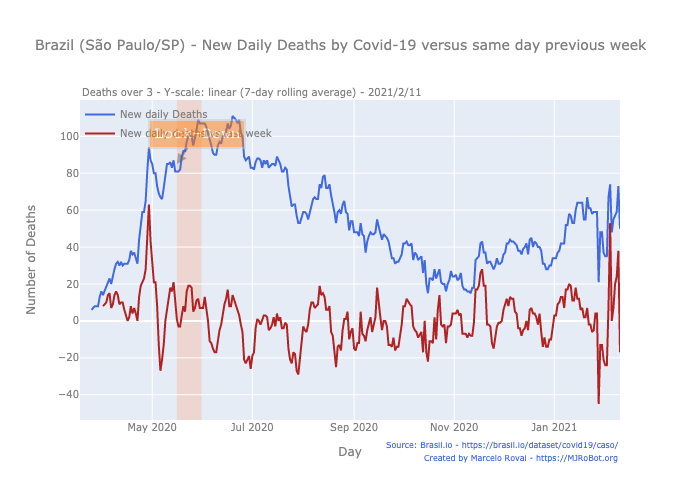 Brazil (São Paulo/SP) - New Daily Deaths by Covid-19 versus same day previous week
Deaths over 3 - Y-scale: linear (7-day rolling average) - 2021/2/11
New daily Deaths
New daily week
100
80
60
40
20
0
−20
−40
Number of Deaths
May 2020
Jul 2020
Sep 2020
Nov 2020
Jan 2021
Day
Source: Brasil.io - https://brasil.io/dataset/covid19/caso/
Created by Marcelo Rovai - https://MJRoBot.org